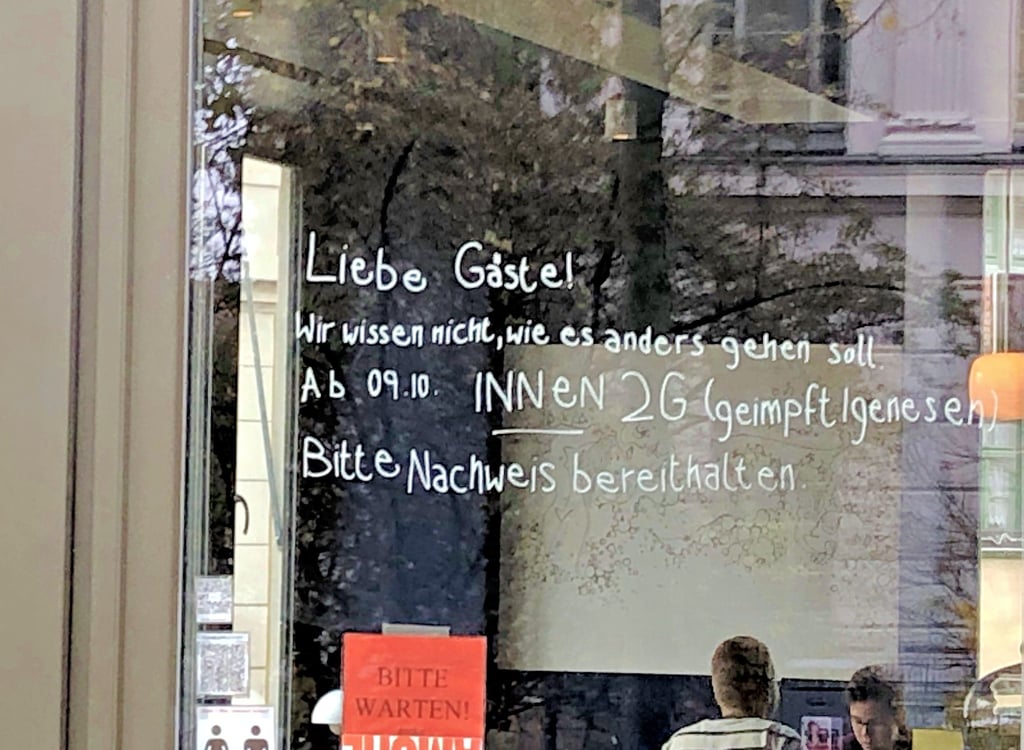 Liebe Gäste!
Wir wissen nicht, wie es anders gehen soll.
Ab 09.10. INNeN 2G (geimpft|genesen)
Bitte Nachweis bereithalten.
BITTE
WARTEN!